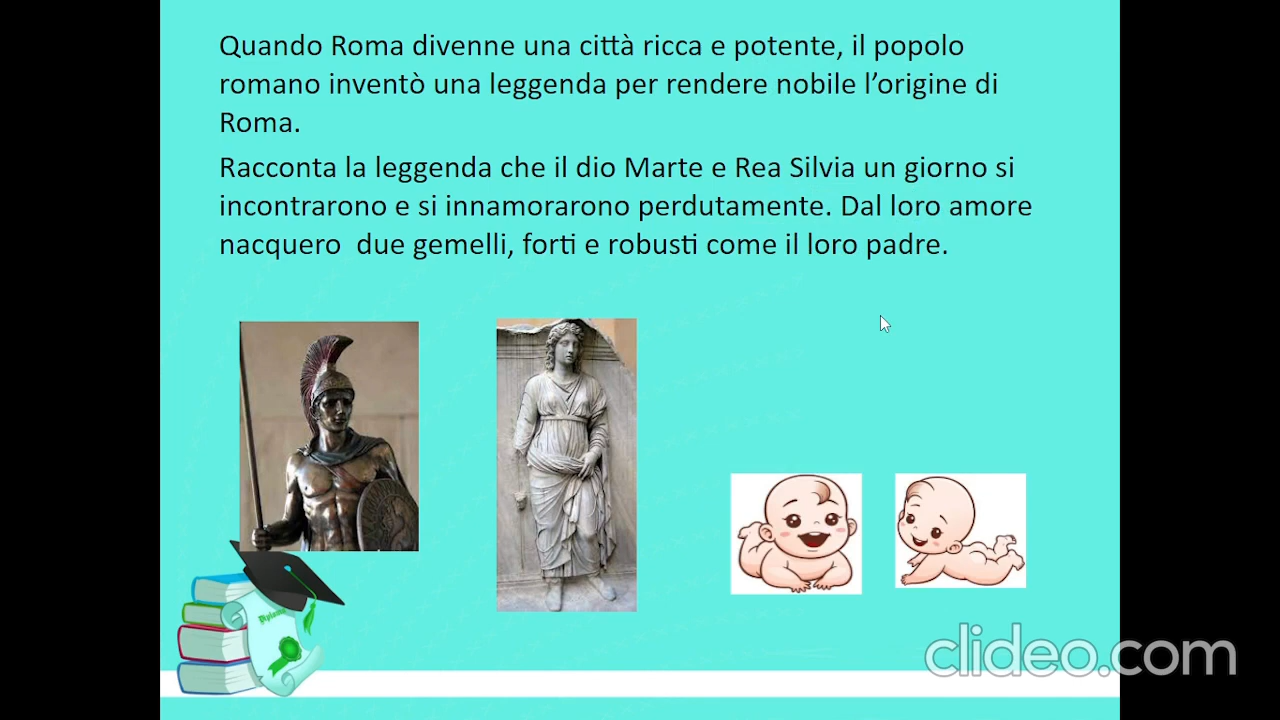 Quando Roma divenne una città ricca e potente, il popolo
romano inventò una leggenda per rendere nobile l’origine di
Roma.
Racconta la leggenda che il dio Marte e Rea Silvia un giorno si
incontrarono e si innamorarono perdutamente. Dal loro amore
nacquero  due gemelli, forti e robusti come il loro padre.
clideo.com